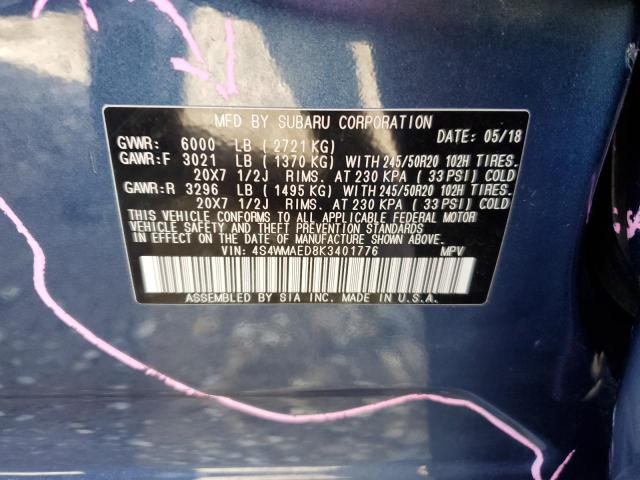 MFD BY SUBARU CORPORATION
DATE: 05/18
GVWR: 6000 LB ( 2721 KG)
GAWR:F 3021 LB ( 1370 KG) WITH 245/50R20 102H TIRES.
20X7 1/2J RIMS. AT 230 KPA ( 33 PSI) COLD
GAWR:R 3296 LB ( 1495 KG) WITH 245/50R20 102H TIRES.
20X7 1/2J RIMS. AT 230 KPA ( 33 PSI) COLD
THIS VEHICLE CONFORMS TO ALL APPLICABLE FEDERAL MOTOR
VEHICLE SAFETY AND THEFT PREVENTION STANDARDS
IN EFFECT ON THE DATE OF MANUFACTURE SHOWN ABOVE.
VIN: 4S4WMAED8K3401776 MPV
ASSEMBLED BY SIA INC. MADE IN U.S.A.